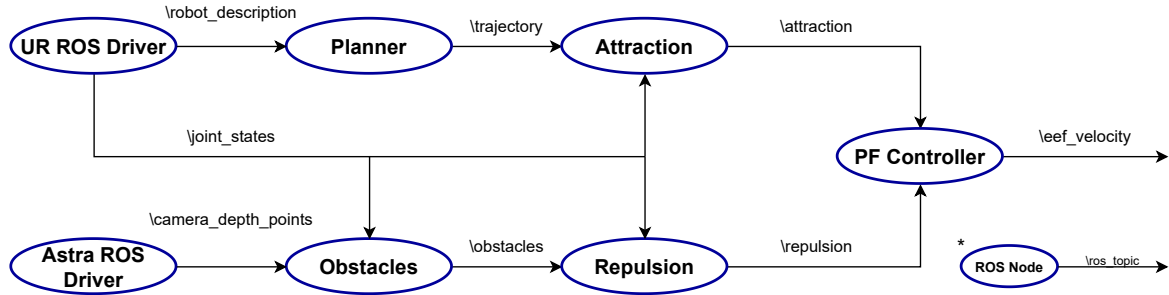 \robot_description
\trajectory
\attraction
UR ROS Driver
Planner
Attraction
\joint_states
PF Controller
\eef_velocity
\camera_depth_points
\obstacles
\repulsion
Astra ROS
Driver
Obstacles
Repulsion
*
ROS Node
\ros_topic